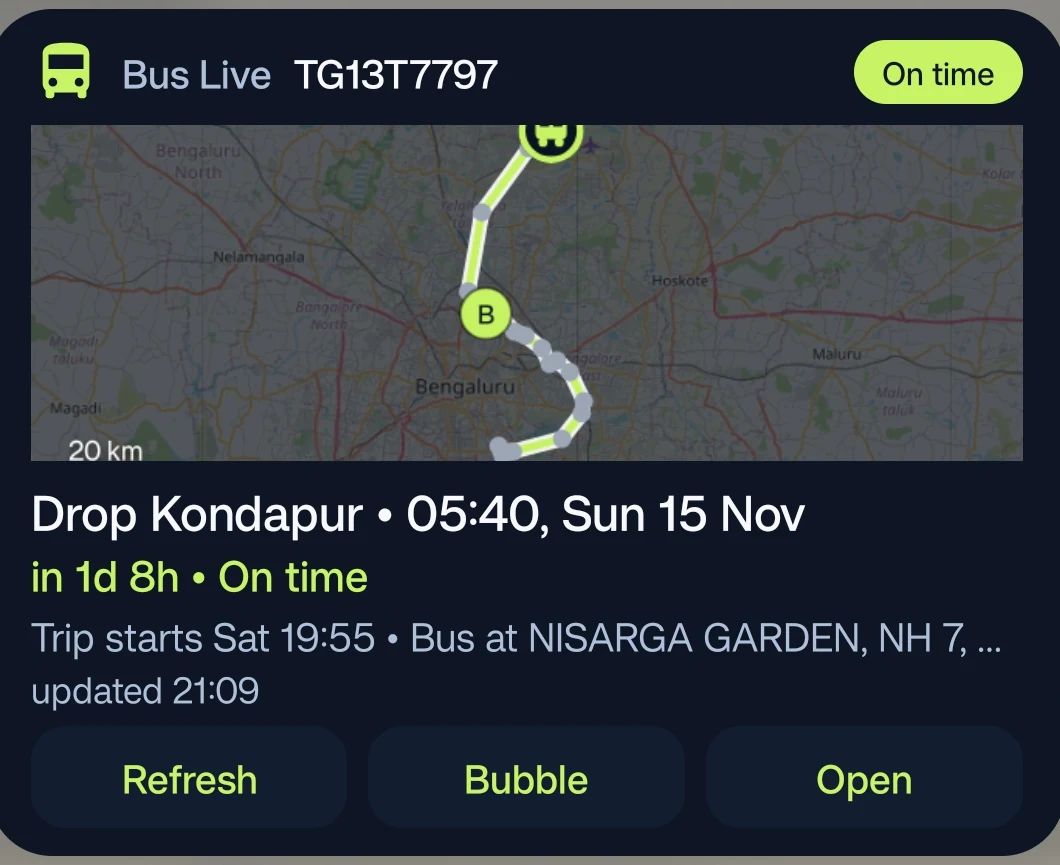 Bus Live TG13T7797
On time
Bengaluru
North
Kolar
Nelamangala
Hoskote
Bangalore
North
Magadi
taluku
Maluru
Bengaluru
Maluru
taluk
Magadi
20 km
B
Drop Kondapur • 05:40, Sun 15 Nov
in 1d 8h • On time
Trip starts Sat 19:55 • Bus at NISARGA GARDEN, NH 7, ...
updated 21:09
Refresh
Bubble
Open